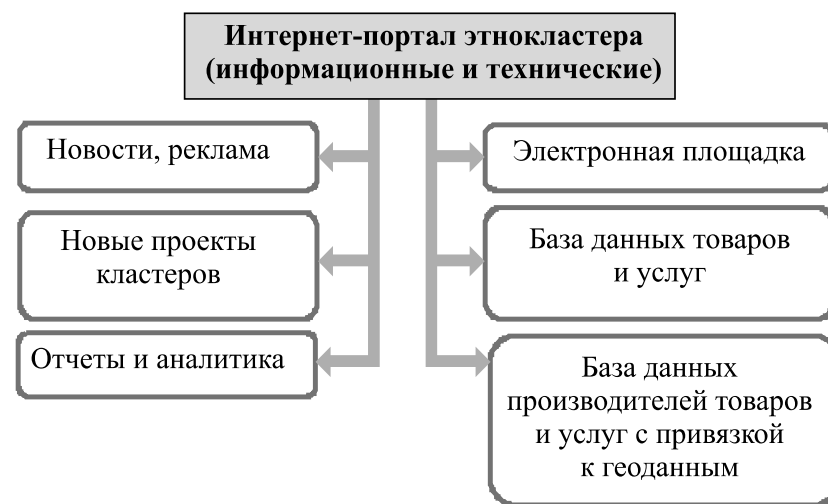 Интернет-портал этнокластера
(информационные и технические)
Новости, реклама
Новые проекты
кластеров
Отчеты и аналитика
Электронная площадка
База данных товаров
и услуг
База данных
производителей товаров
и услуг с привязкой
к геоданным